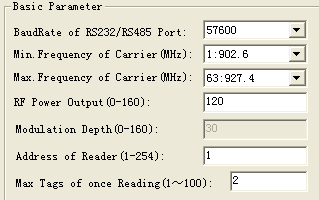 Basic Parameter
BaudRate of RS232/RS485 Port: 57600
Min.Frequency of Carrier(MHz): 1:902.6
Max.Frequency of Carrier(MHz): 63:927.4
RF Power Output(0-160): 120
Modulation Depth(0-160): 30
Address of Reader(1-254): 1
Max Tags of once Reading(1～100): 2